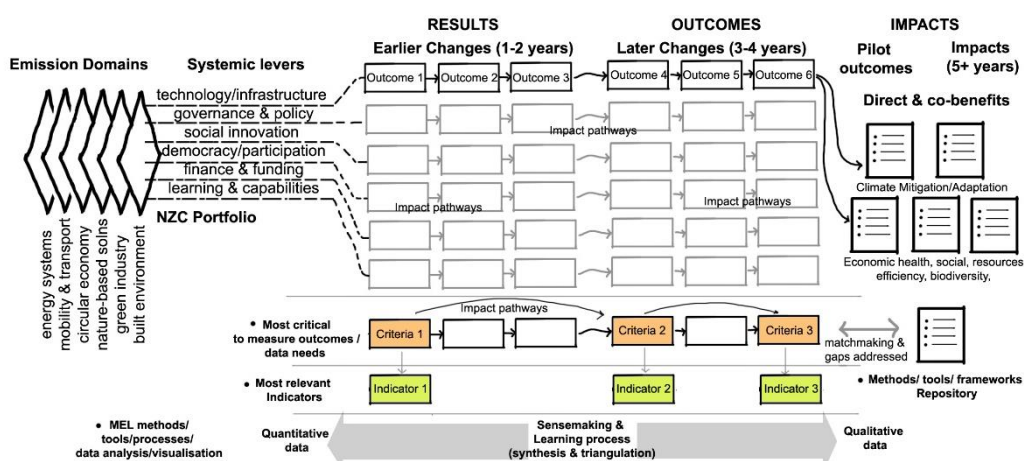 RESULTS
OUTCOMES
IMPACTS
Earlier Changes (1-2 years)
Later Changes (3-4 years)
Pilot
outcomes
Impacts
(5+ years)
Emission Domains
Systemic levers
Outcome 1
Outcome 2
Outcome 3
Outcome 4
Outcome 5
Outcome 6
Direct & co-benefits
technology/infrastructure
governance & policy
social innovation
democracy/participation
finance & funding
learning & capabilities
NZC Portfolio
Impact pathways
Impact pathways
Impact pathways
Climate Mitigation/Adaptation
Economic health, social, resources
efficiency, biodiversity,
energy systems
mobility & transport
circular economy
nature-based solns
green industry
built environment
Impact pathways
• Most critical
to measure outcomes /
data needs
Criteria 1
Criteria 2
Criteria 3
matchmaking &
gaps addressed
• Most relevant
Indicators
Indicator 1
Indicator 2
Indicator 3
• Methods/ tools/ frameworks
Repository
• MEL methods/
tools/processes/
data analysis/visualisation
Quantitative
data
Sensemaking &
Learning process
(synthesis & triangulation)
Qualitative
data